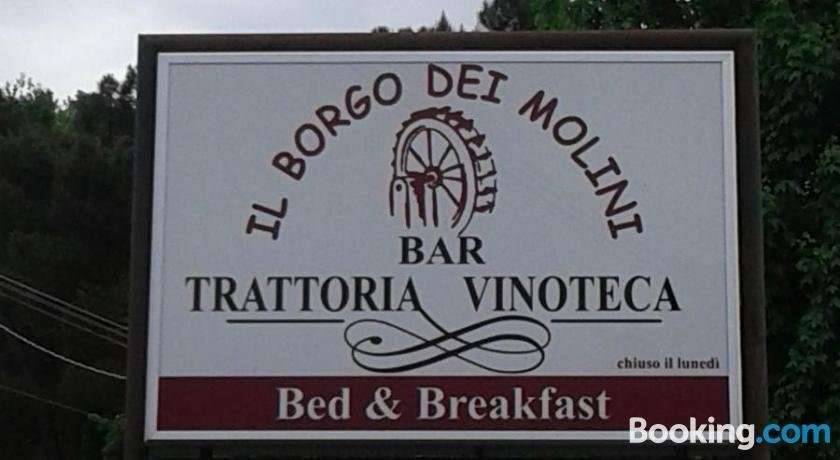 IL BORGO DEI MOLINI
BAR
TRATTORIA VINOTECA
chiuso il lunedì
Bed & Breakfast
Booking.com